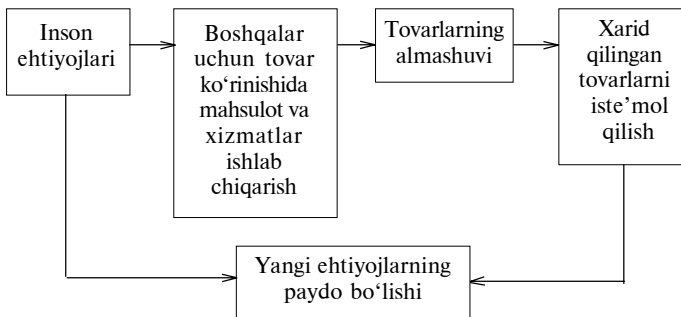 Inson
ehtiyojlari
Boshqalar
uchun tovar
ko‘rinishida
mahsulot va
xizmatlar
ishlab
chiqarish
Tovarlarning
almashuvi
Xarid
qilingan
tovarlarni
iste’mol
qilish
Yangi ehtiyojlarning
paydo bo‘lishi